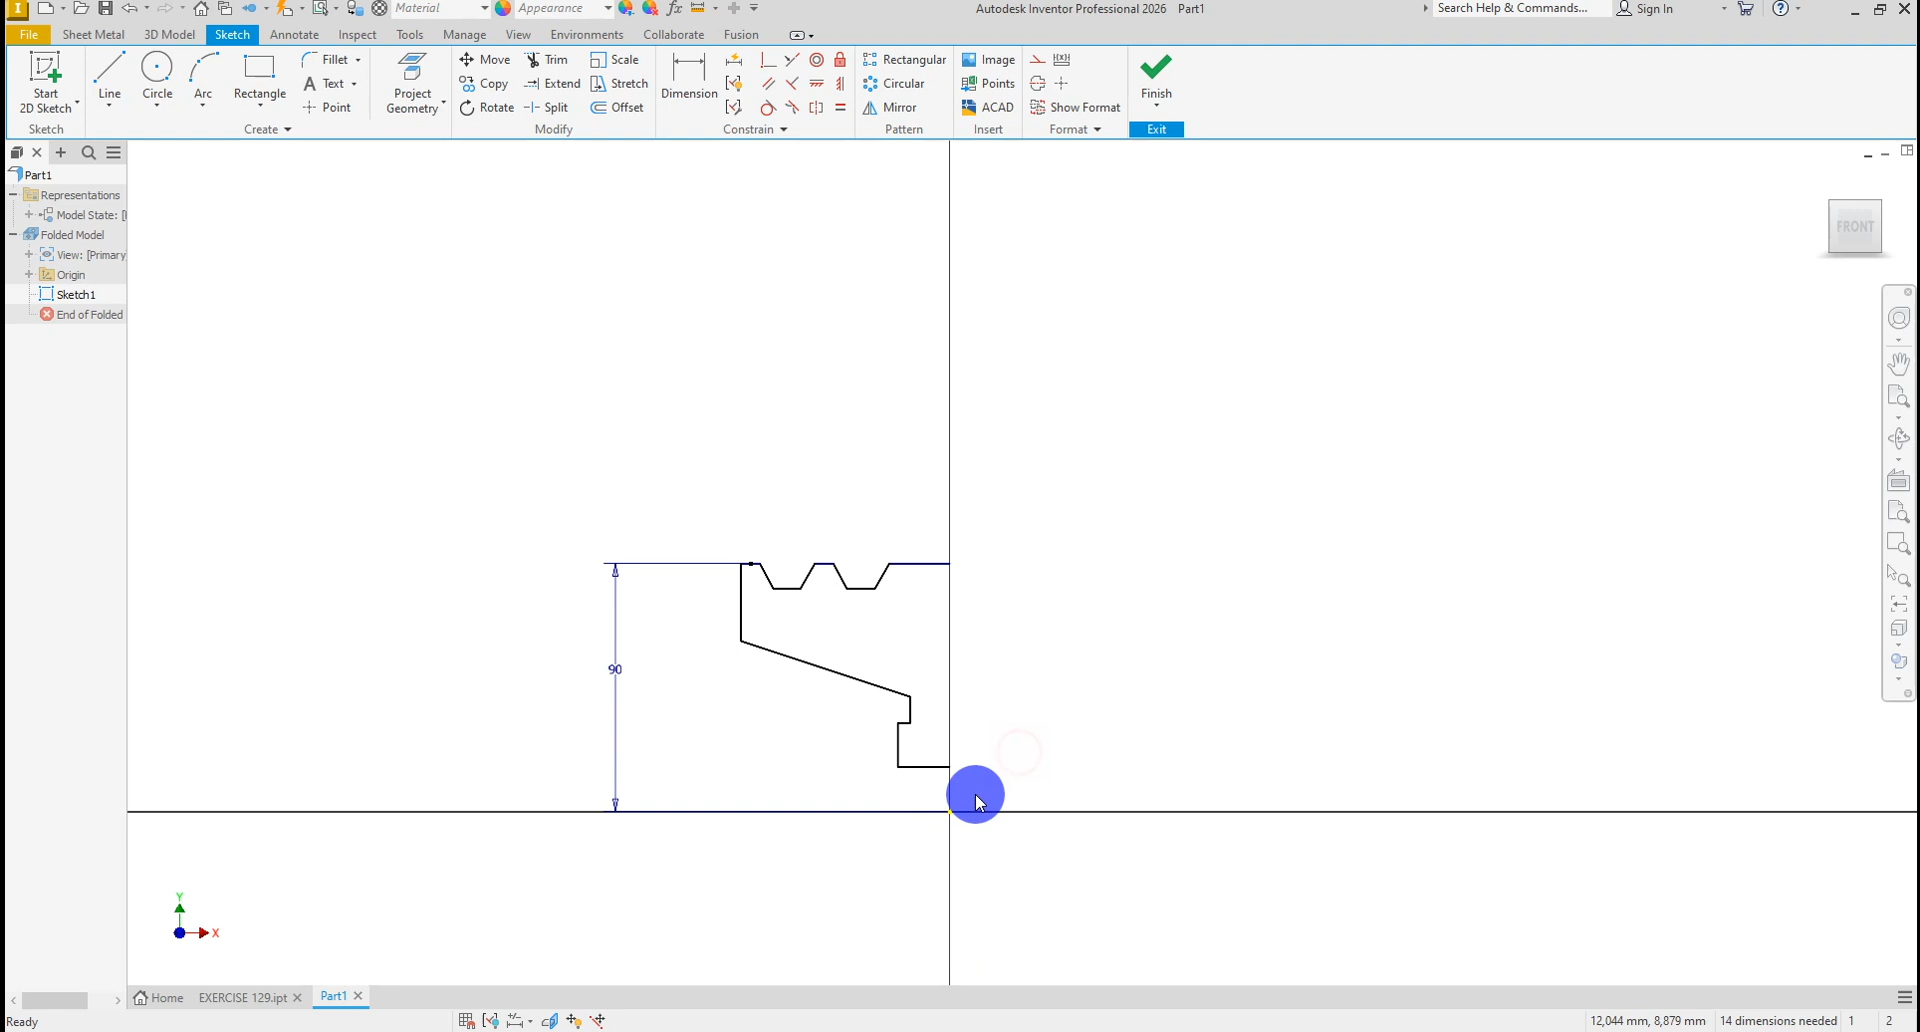 Material
Appearance
Autodesk Inventor Professional 2026 Part1
Search Help & Commands...
Sign In
File Sheet Metal 3D Model Sketch Annotate Inspect Tools Manage View Environments Collaborate Fusion
Start
2D Sketch
Line
Circle
Arc
Rectangle
Fillet
Text
Point
Project
Geometry
Move
Copy
Rotate
Trim
Extend
Split
Scale
Stretch
Offset
Dimension
Rectangular
Circular
Mirror
Image
Points
ACAD
Show Format
Finish
Sketch Create Modify Constrain Pattern Insert Format Exit
Part1
Representations
Model State: [
Folded Model
View: [Primary
Origin
Sketch1
End of Folded
FRONT
90
Y
X
Home EXERCISE 129.ipt Part1
Ready
12,044 mm, 8,879 mm 14 dimensions needed 1 2